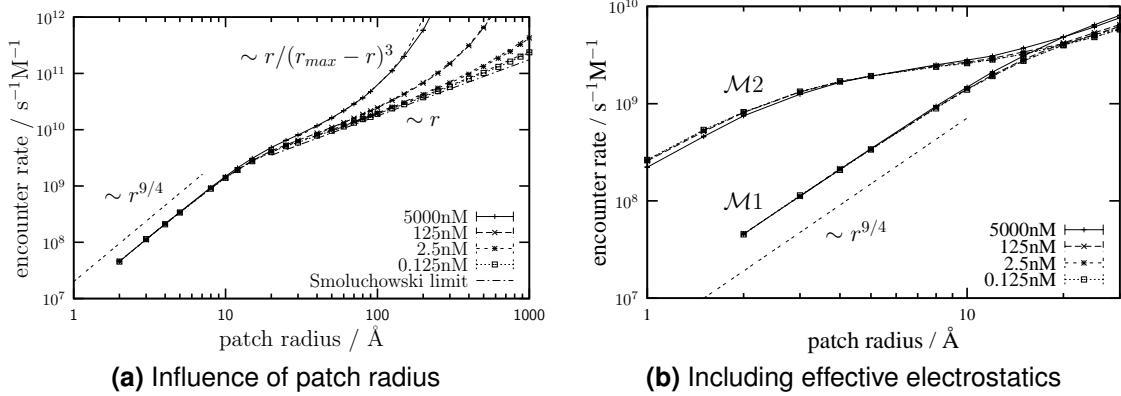 10^12
10^11
10^10
10^9
10^8
10^7
encounter rate / s^-1M^-1
∼ r/(r_max − r)^3
∼ r
∼ r^9/4
5000nM
125nM
2.5nM
0.125nM
Smoluchowski limit
1 10 100 1000
patch radius / Å
(a) Influence of patch radius
10^10
10^9
10^8
10^7
encounter rate / s^-1M^-1
M2
M1
∼ r^9/4
5000nM
125nM
2.5nM
0.125nM
1 10
patch radius / Å
(b) Including effective electrostatics